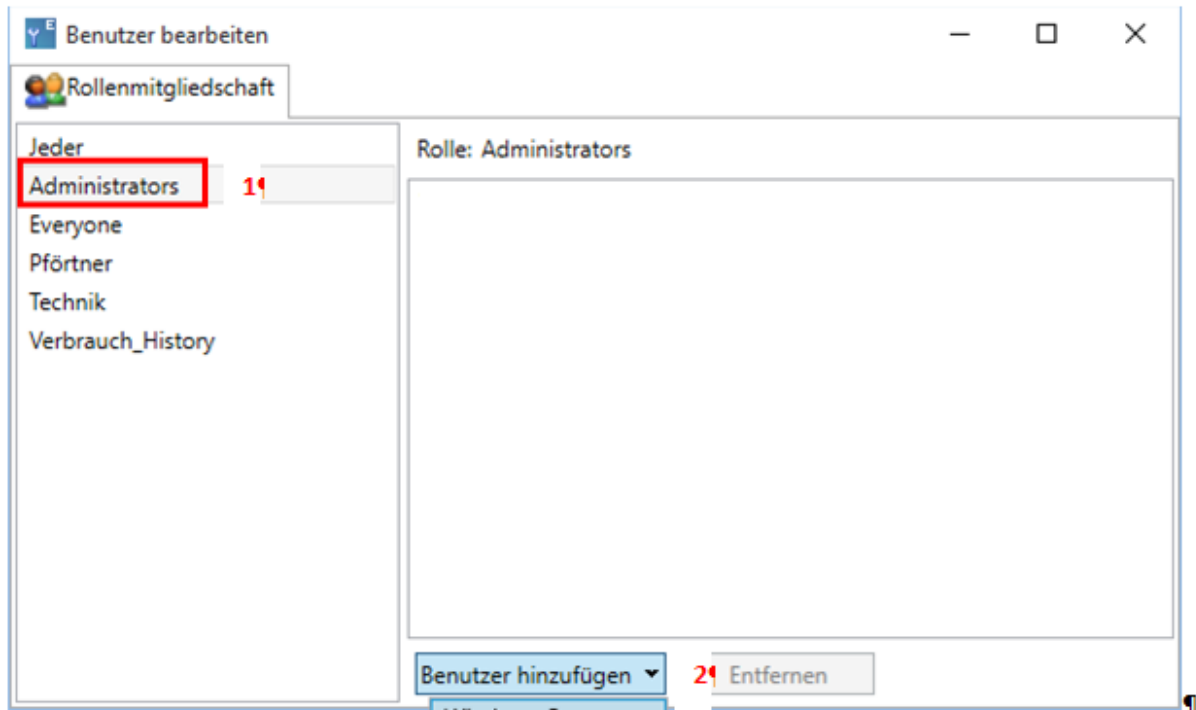 Y E Benutzer bearbeiten
Rollenmitgliedschaft
Jeder
Administrators 1¶
Everyone
Pförtner
Technik
Verbrauch_History
Rolle: Administrators
Benutzer hinzufügen 2¶ Entfernen
¶